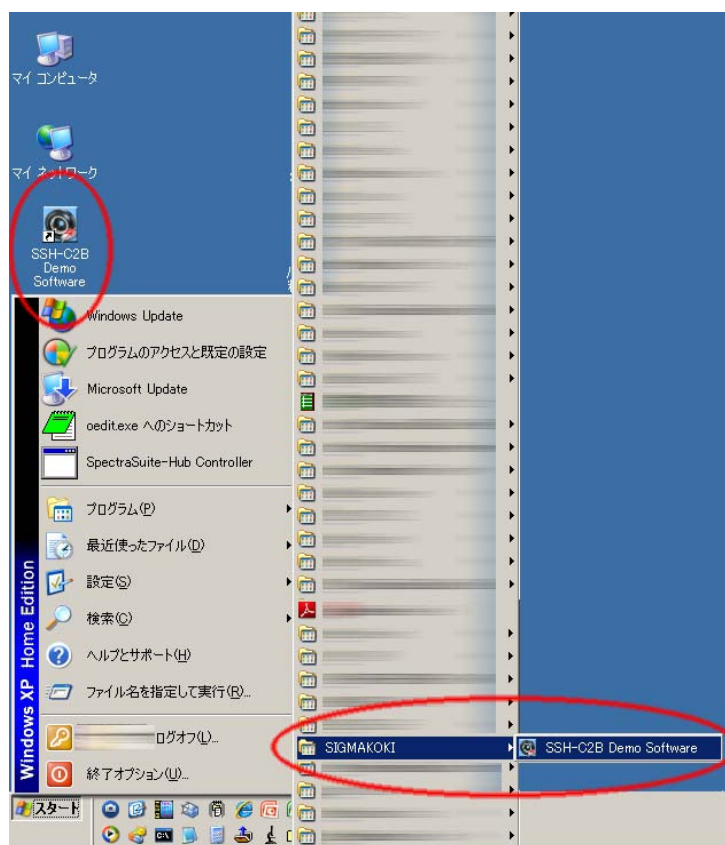 マイ コンピュータ
マイ ネットワーク
SSH-C2B
Demo
Software
Windows Update
プログラムのアクセスと既定の設定
Microsoft Update
oedit.exe へのショートカット
SpectraSuite-Hub Controller
プログラム(P)
最近使ったファイル(D)
設定(S)
検索(C)
ヘルプとサポート(H)
ファイル名を指定して実行(R)...
ログオフ(L)...
終了オプション(U)...
Windows XP Home Edition
SIGMAKOKI
SSH-C2B Demo Software
スタート